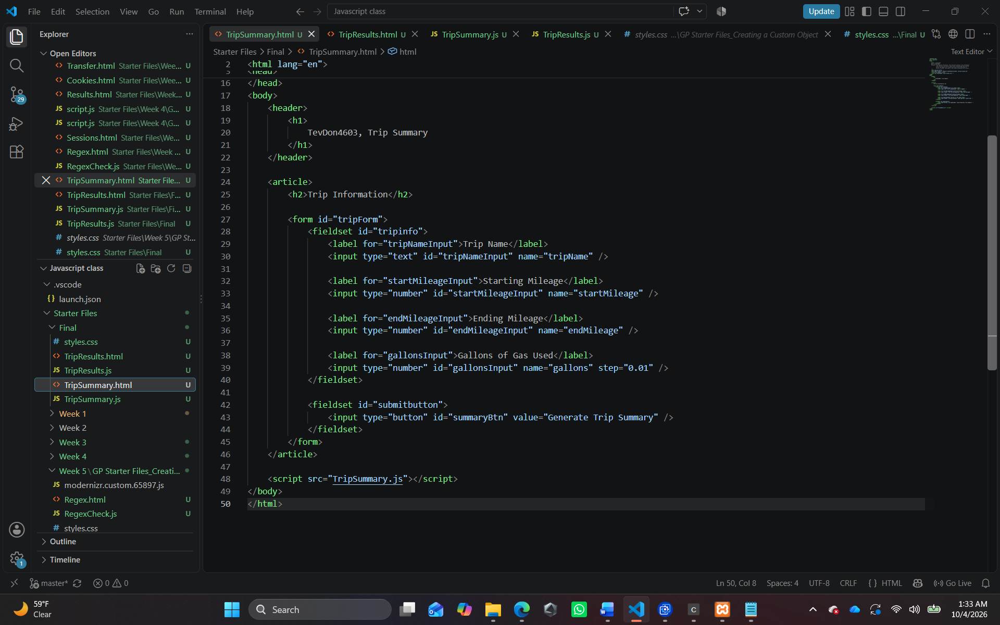 File Edit Selection View Go Run Terminal Help
Javascript class
Update
Explorer
Open Editors
Transfer.html Starter Files\Wee... U
Cookies.html Starter Files\Wee... U
Results.html Starter Files\Week... U
script.js Starter Files\Week 4\G... U
script.js Starter Files\Week 4\G... U
Sessions.html Starter Files\We... U
Regex.html Starter Files\Week ... U
RegexCheck.js Starter Files\We... U
TripSummary.html Starter File... U
TripResults.html Starter Files\F... U
TripSummary.js Starter Files\Fi... U
TripResults.js Starter Files\Final U
styles.css Starter Files\Week 5\GP St...
styles.css Starter Files\Final U
Javascript class
.vscode
launch.json
Starter Files
Final
styles.css U
TripResults.html U
TripResults.js U
TripSummary.html U
TripSummary.js U
Week 1
Week 2
Week 3
Week 4
Week 5\GP Starter Files_Creati...
modernizr.custom.65897.js
Regex.html U
RegexCheck.js U
styles.css
Outline
Timeline
TripSummary.html U TripResults.html U TripSummary.js U TripResults.js U styles.css ...\GP Starter Files_Creating a Custom Object styles.css ...\Final U
Starter Files > Final > TripSummary.html > html
Text Editor
2 <html lang="en">
3 <head>
16 </head>
17 <body>
18 <header>
19 <h1>
20 TevDon4603, Trip Summary
21 </h1>
22 </header>
23
24 <article>
25 <h2>Trip Information</h2>
26
27 <form id="tripForm">
28 <fieldset id="tripinfo">
29 <label for="tripNameInput">Trip Name</label>
30 <input type="text" id="tripNameInput" name="tripName" />
31
32 <label for="startMileageInput">Starting Mileage</label>
33 <input type="number" id="startMileageInput" name="startMileage" />
34
35 <label for="endMileageInput">Ending Mileage</label>
36 <input type="number" id="endMileageInput" name="endMileage" />
37
38 <label for="gallonsInput">Gallons of Gas Used</label>
39 <input type="number" id="gallonsInput" name="gallons" step="0.01" />
40 </fieldset>
41
42 <fieldset id="submitbutton">
43 <input type="button" id="summaryBtn" value="Generate Trip Summary" />
44 </fieldset>
45 </form>
46 </article>
47
48 <script src="TripSummary.js"></script>
49 </body>
50 </html>
29
1
master* 0 0
Ln 50, Col 8 Spaces: 4 UTF-8 CRLF { } HTML Go Live
59°F
Clear
Search
1:33 AM
10/4/2026